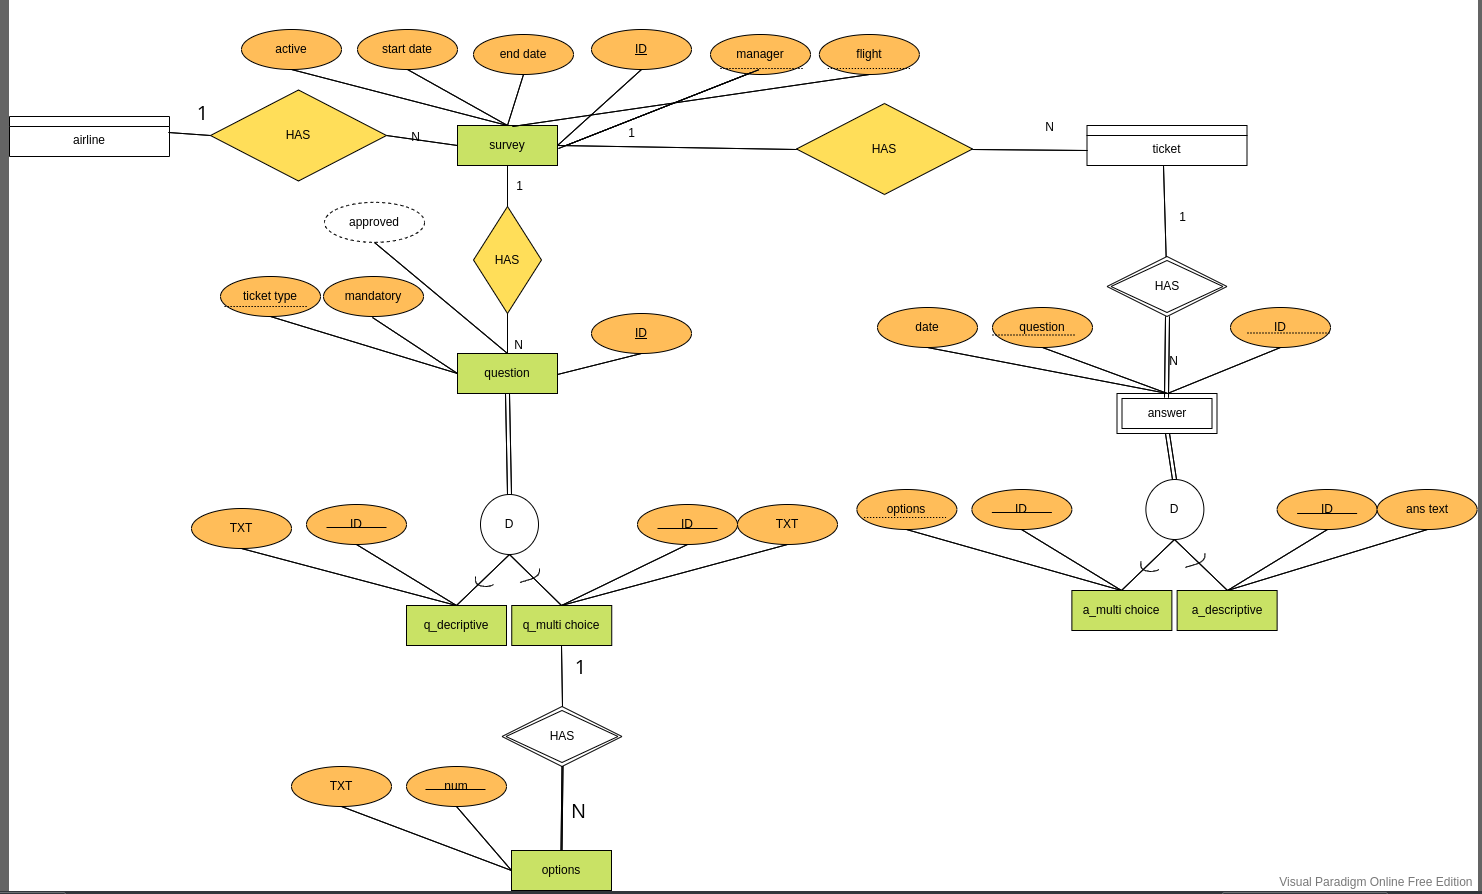 active
start date
end date
ID
manager
flight
1
airline
HAS
N
survey
1
HAS
N
ticket
1
approved
HAS
1
HAS
ticket type
mandatory
ID
N
question
date
question
ID
N
answer
TXT
ID
D
ID
TXT
options
ID
D
ID
ans text
q_decriptive
q_multi choice
a_multi choice
a_descriptive
1
HAS
TXT
num
N
options
Visual Paradigm Online Free Edition